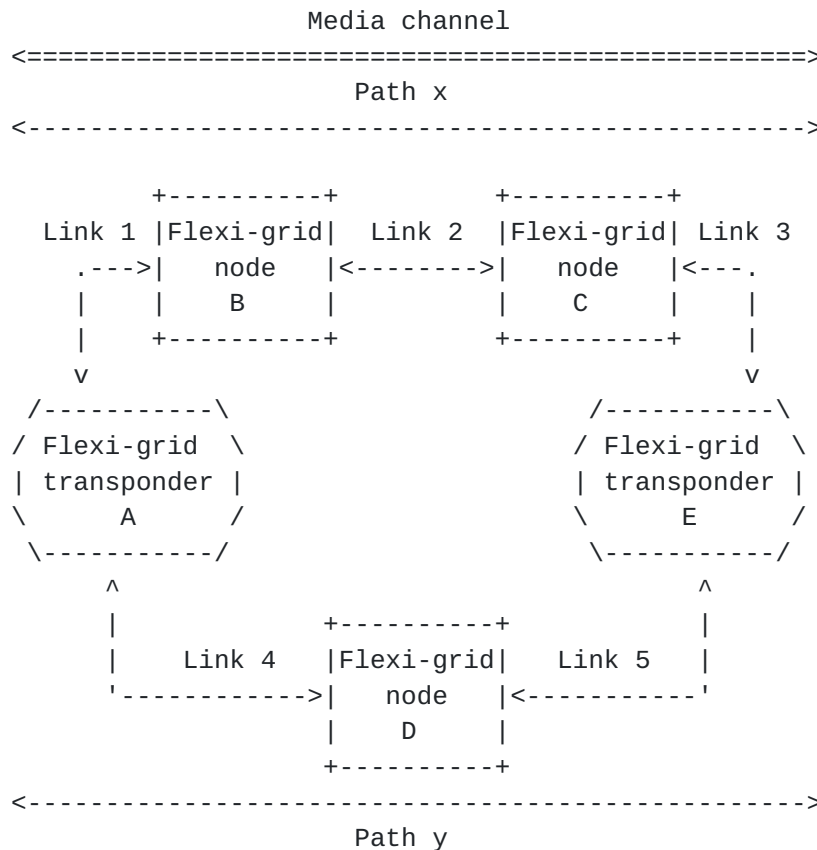 Media channel
<===============================================>
Path x
<----------------------------------------------->
+----------+ +----------+
Link 1 |Flexi-grid| Link 2 |Flexi-grid| Link 3
.--->| node |<-------->| node |<---.
| | B | | C | |
| +----------+ +----------+ |
v v
/-----------\ /-----------\
/ Flexi-grid \ / Flexi-grid \
| transponder | | transponder |
\ A / \ E /
\-----------/ \-----------/
^ ^
| +----------+ |
| Link 4 |Flexi-grid| Link 5 |
'------------>| node |<-----------'
| D |
+----------+
<----------------------------------------------->
Path y